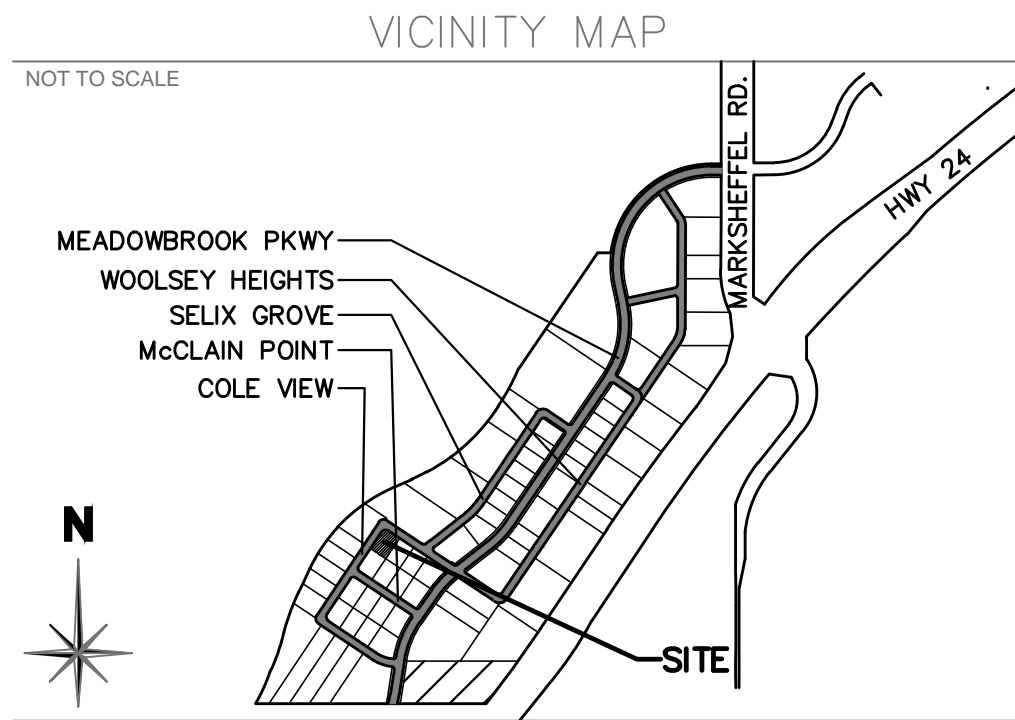 VICINITY MAP
NOT TO SCALE
MARKSHEFFEL RD.
HWY 24
MEADOWBROOK PKWY
WOOLSEY HEIGHTS
SELIX GROVE
McCLAIN POINT
COLE VIEW
N
SITE